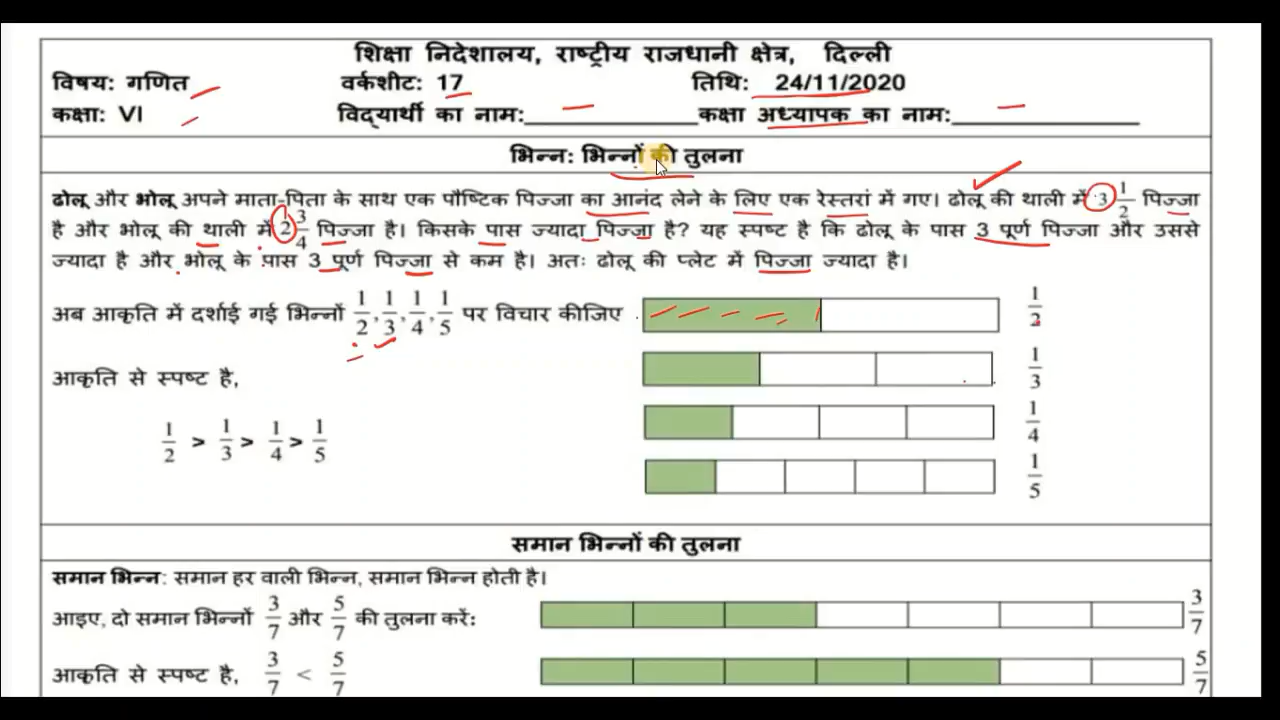 शिक्षा निदेशालय, राष्ट्रीय राजधानी क्षेत्र, दिल्ली
विषय: गणित वर्कशीट: 17 तिथि: 24/11/2020
कक्षा: VI विद्यार्थी का नाम:____________ कक्षा अध्यापक का नाम:____________
भिन्न: भिन्नों की तुलना
ढोलू और भोलू अपने माता-पिता के साथ एक पौष्टिक पिज्जा का आनंद लेने के लिए एक रेस्तरां में गए। ढोलू की थाली में 3 1/2 पिज्जा
है और भोलू की थाली में 2 3/4 पिज्जा है। किसके पास ज्यादा पिज्जा है? यह स्पष्ट है कि ढोलू के पास 3 पूर्ण पिज्जा और उससे
ज्यादा है और भोलू के पास 3 पूर्ण पिज्जा से कम है। अतः ढोलू की प्लेट में पिज्जा ज्यादा है।
अब आकृति में दर्शाई गई भिन्नों 1/2, 1/3, 1/4, 1/5 पर विचार कीजिए
1/2
1/3
आकृति से स्पष्ट है,
1/4
1/2 > 1/3 > 1/4 > 1/5
1/5
समान भिन्नों की तुलना
समान भिन्न: समान हर वाली भिन्न, समान भिन्न होती है।
आइए, दो समान भिन्नों 3/7 और 5/7 की तुलना करें: 3/7
आकृति से स्पष्ट है, 3/7 < 5/7 5/7